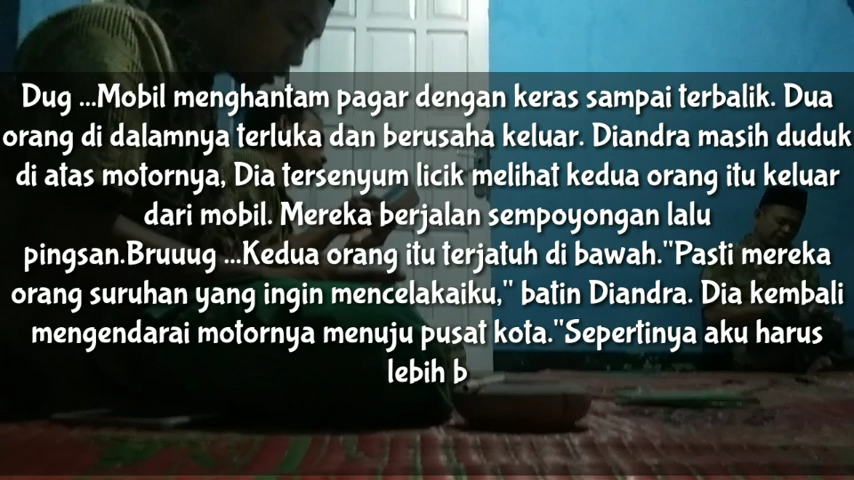 Dug ...Mobil menghantam pagar dengan keras sampai terbalik. Dua
orang di dalamnya terluka dan berusaha keluar. Diandra masih duduk
di atas motornya, Dia tersenyum licik melihat kedua orang itu keluar
dari mobil. Mereka berjalan sempoyongan lalu
pingsan.Bruuug ...Kedua orang itu terjatuh di bawah."Pasti mereka
orang suruhan yang ingin mencelakaiku," batin Diandra. Dia kembali
mengendarai motornya menuju pusat kota."Sepertinya aku harus
lebih b